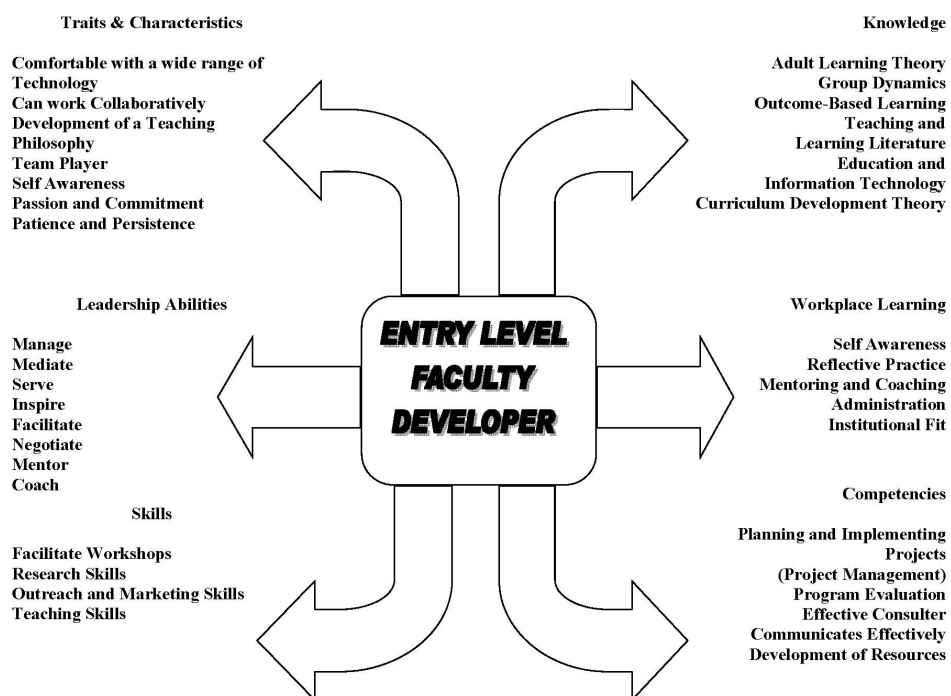 Traits & Characteristics
Comfortable with a wide range of
Technology
Can work Collaboratively
Development of a Teaching
Philosophy
Team Player
Self Awareness
Passion and Commitment
Patience and Persistence
Knowledge
Adult Learning Theory
Group Dynamics
Outcome-Based Learning
Teaching and
Learning Literature
Education and
Information Technology
Curriculum Development Theory
Leadership Abilities
Manage
Mediate
Serve
Inspire
Facilitate
Negotiate
Mentor
Coach
ENTRY LEVEL
FACULTY
DEVELOPER
Workplace Learning
Self Awareness
Reflective Practice
Mentoring and Coaching
Administration
Institutional Fit
Skills
Facilitate Workshops
Research Skills
Outreach and Marketing Skills
Teaching Skills
Competencies
Planning and Implementing
Projects
(Project Management)
Program Evaluation
Effective Consulter
Communicates Effectively
Development of Resources